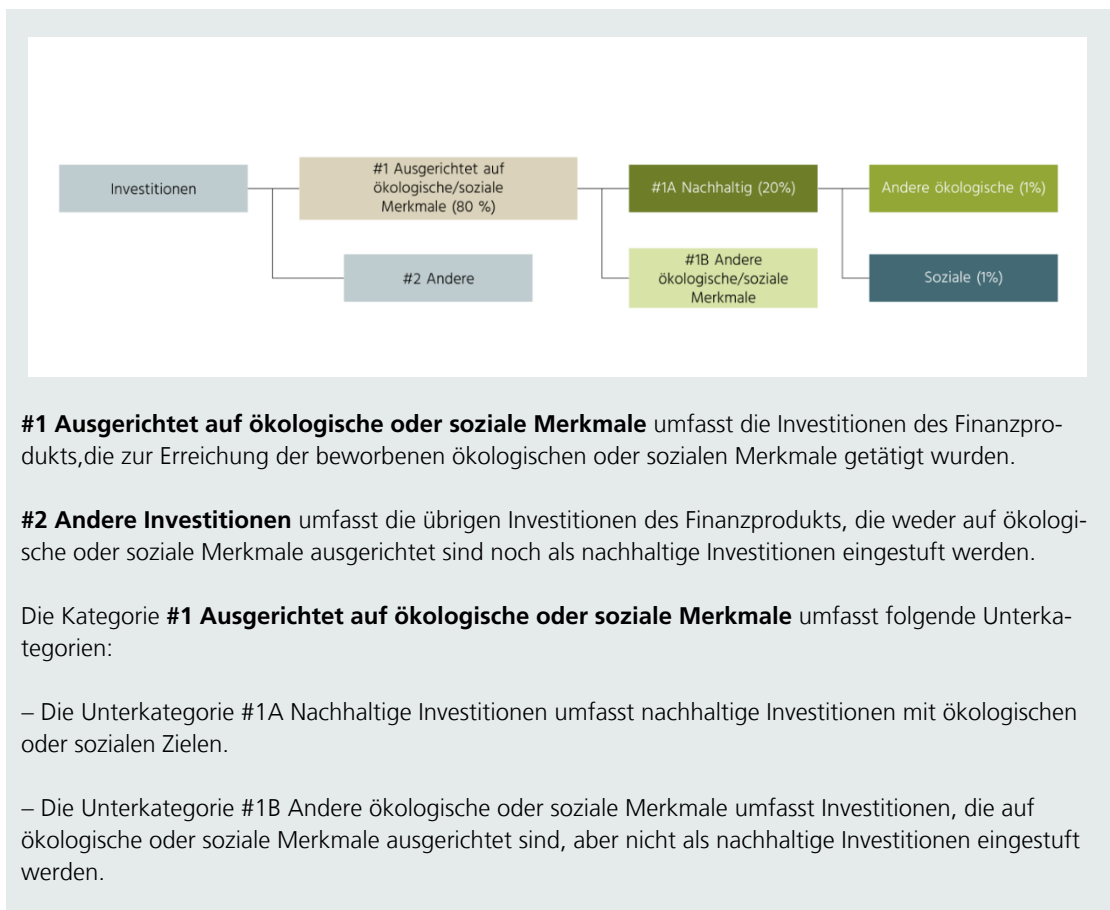 Investitionen
#1 Ausgerichtet auf
ökologische/soziale
Merkmale (80 %)
#1A Nachhaltig (20%)
Andere ökologische (1%)
#2 Andere
#1B Andere
ökologische/soziale
Merkmale
Soziale (1%)
#1 Ausgerichtet auf ökologische oder soziale Merkmale umfasst die Investitionen des Finanzpro-
dukts,die zur Erreichung der beworbenen ökologischen oder sozialen Merkmale getätigt wurden.
#2 Andere Investitionen umfasst die übrigen Investitionen des Finanzprodukts, die weder auf ökologi-
sche oder soziale Merkmale ausgerichtet sind noch als nachhaltige Investitionen eingestuft werden.
Die Kategorie #1 Ausgerichtet auf ökologische oder soziale Merkmale umfasst folgende Unterka-
tegorien:
– Die Unterkategorie #1A Nachhaltige Investitionen umfasst nachhaltige Investitionen mit ökologischen
oder sozialen Zielen.
– Die Unterkategorie #1B Andere ökologische oder soziale Merkmale umfasst Investitionen, die auf
ökologische oder soziale Merkmale ausgerichtet sind, aber nicht als nachhaltige Investitionen eingestuft
werden.